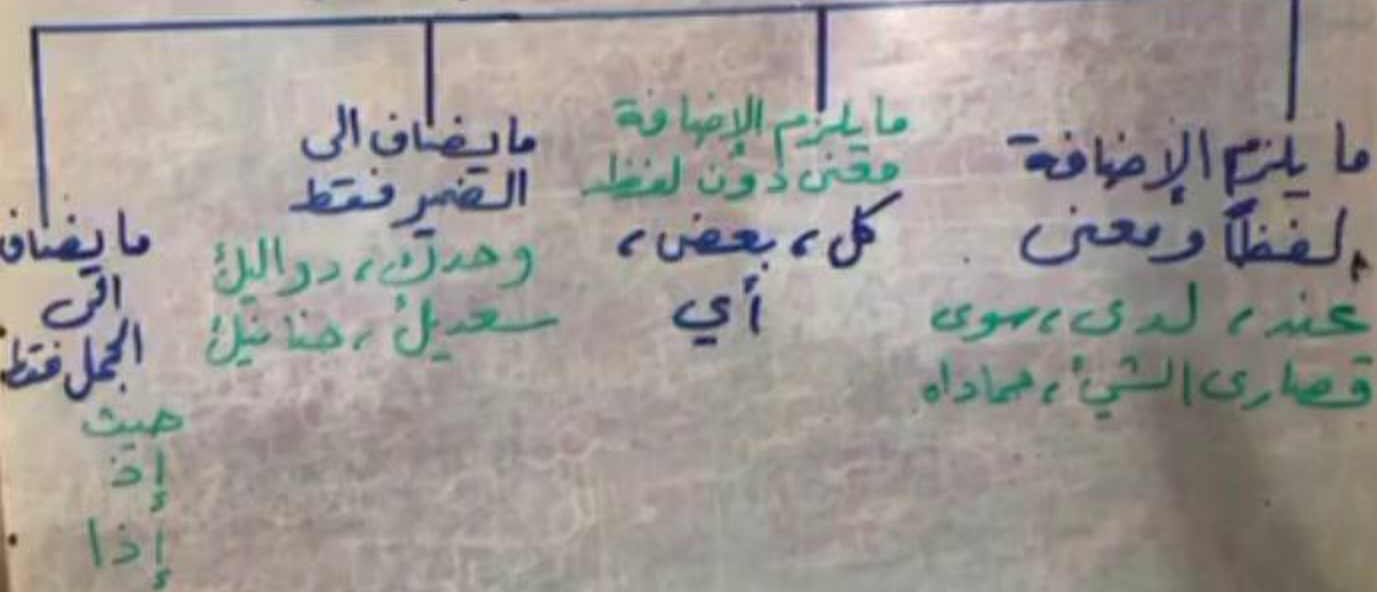 ما يلزم الإضافة
لفظاً ومعنى
عند، لدى، سوى
قصارى الشيء، حماداه
ما يلزم الإضافة
معنى دون لفظ
كل، بعض،
أي
ما يضاف الى
الضمير فقط
وحدك، دواليك
سعديك، حنانيك
ما يضاف
الى
الجمل فقط
حيث
إذ
إذا